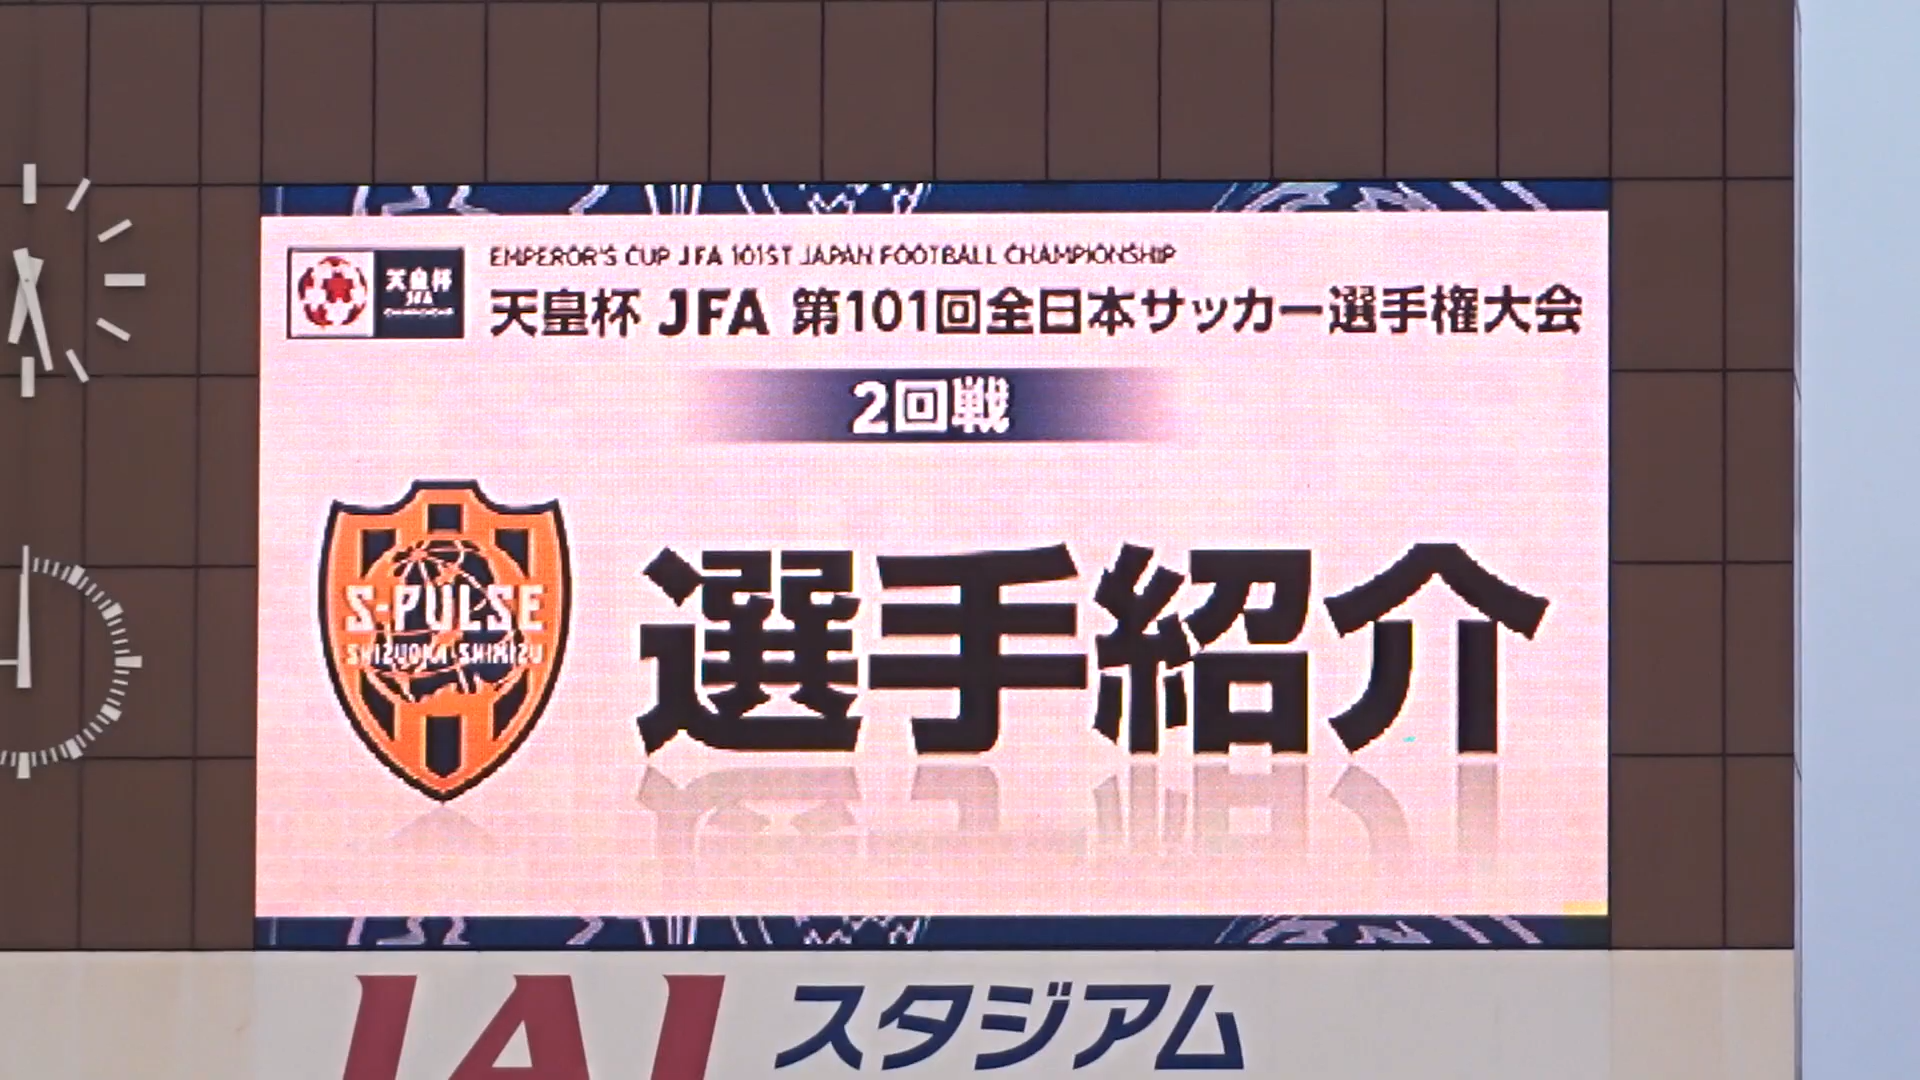 EMPEROR'S CUP JFA 101ST JAPAN FOOTBALL CHAMPIONSHIP
天皇杯 JFA 第101回全日本サッカー選手権大会
天皇杯
JFA
2回戦
S-PULSE
SHIZUOKA·SHIMIZU
選手紹介
IAI スタジアム